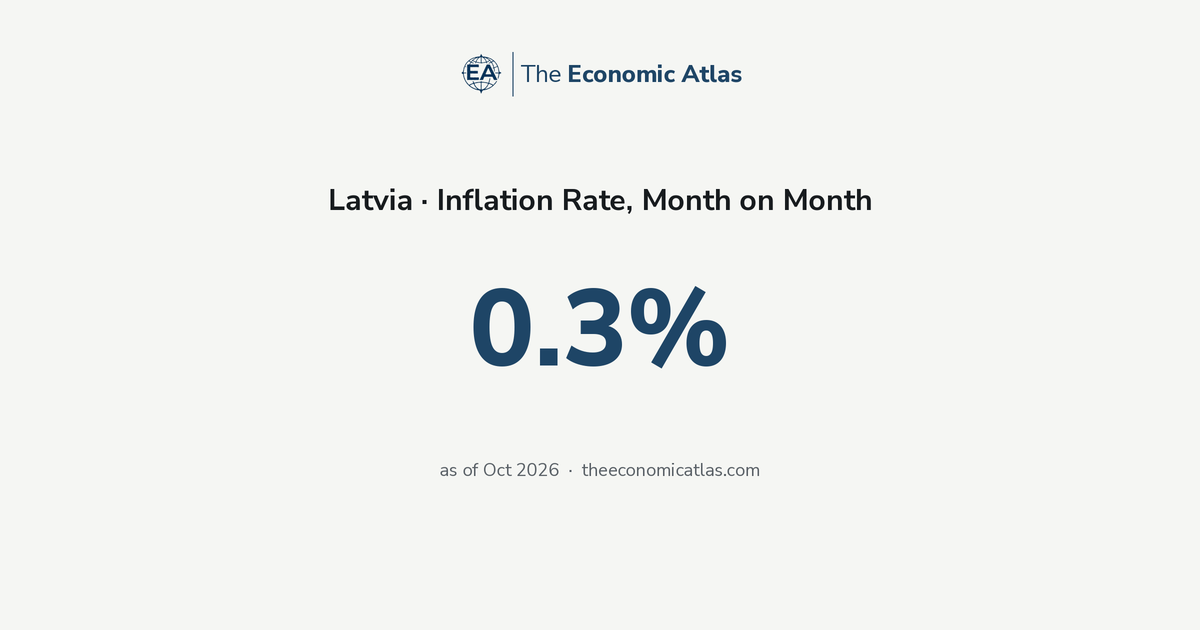 EA The Economic Atlas
Latvia · Inflation Rate, Month on Month
0.3%
as of Oct 2026 · theeconomicatlas.com